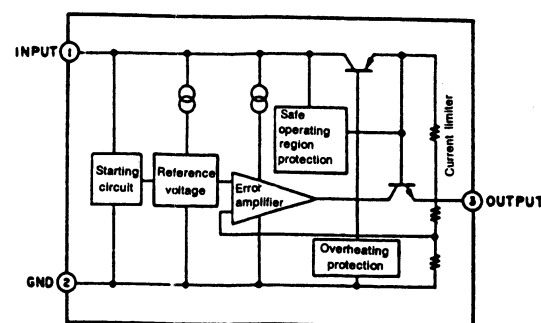 INPUT 1
Safe
operating
region
protection
Current limiter
Starting
circuit
Reference
voltage
Error
amplifier
3 OUTPUT
Overheating
protection
GND 2